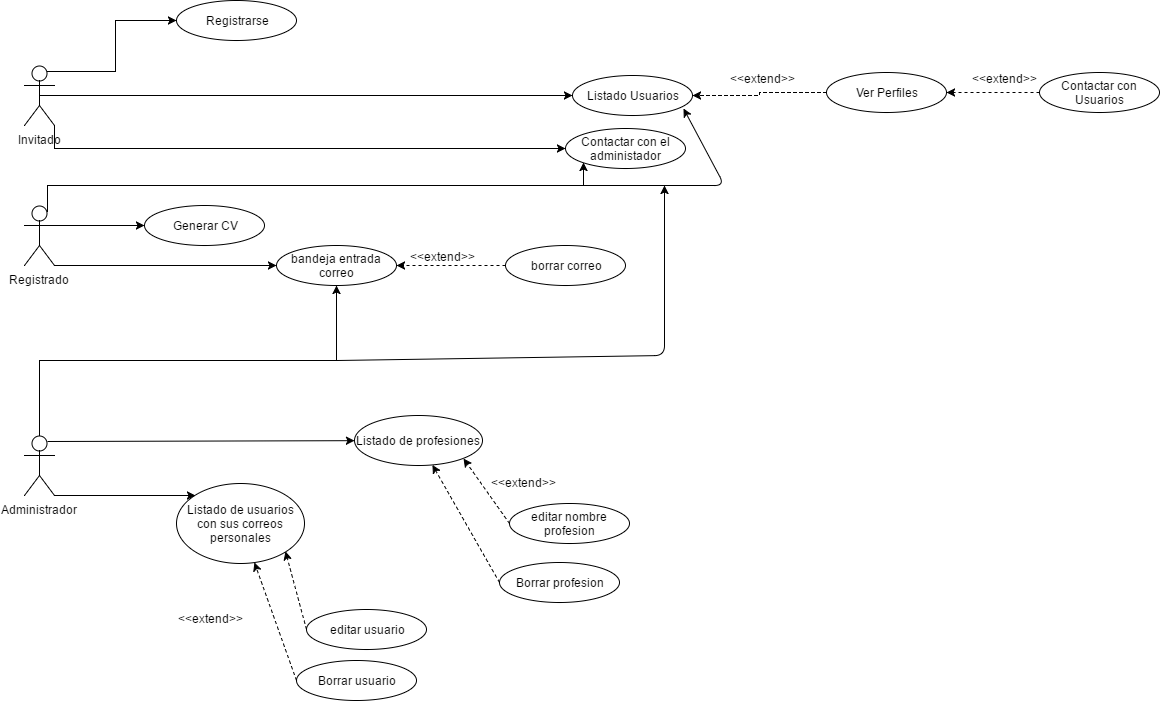 Registrarse
<<extend>>
<<extend>>
Listado Usuarios
Ver Perfiles
Contactar con
Usuarios
Invitado
Contactar con el
administador
Generar CV
Registrado
bandeja entrada
correo
<<extend>>
borrar correo
Listado de profesiones
<<extend>>
Administrador
Listado de usuarios
con sus correos
personales
editar nombre
profesion
Borrar profesion
<<extend>>
editar usuario
Borrar usuario